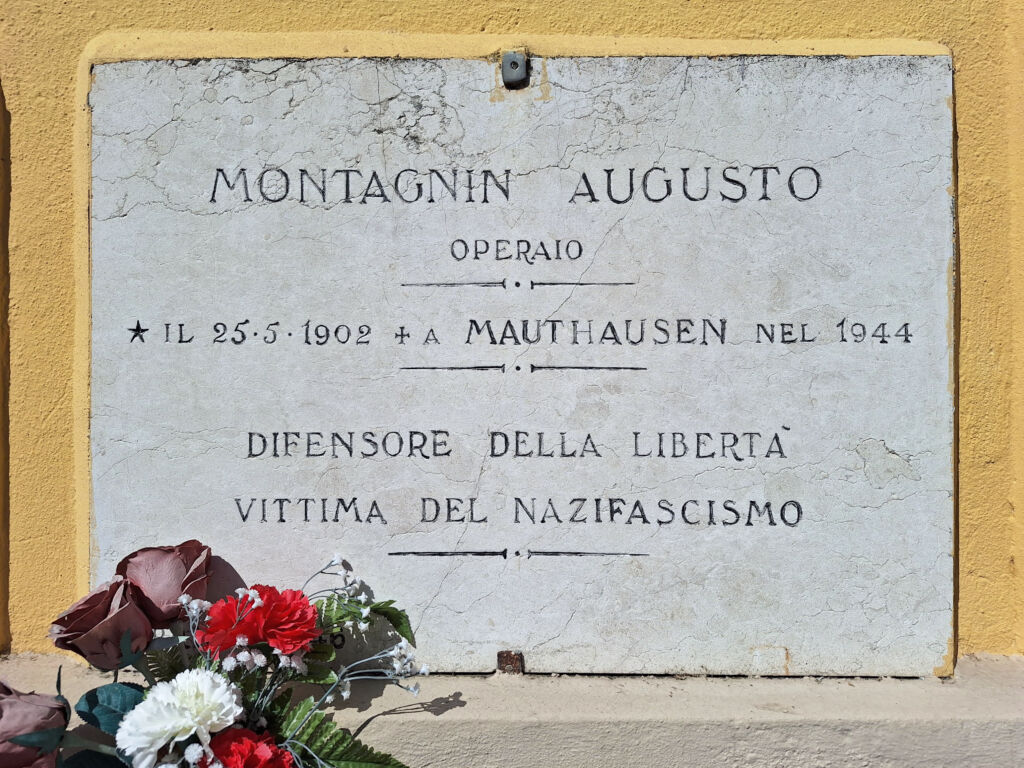 MONTAGNIN AUGUSTO
OPERAIO
★ IL 25·5·1902 + A MAUTHAUSEN NEL 1944
DIFENSORE DELLA LIBERTÀ
VITTIMA DEL NAZIFASCISMO